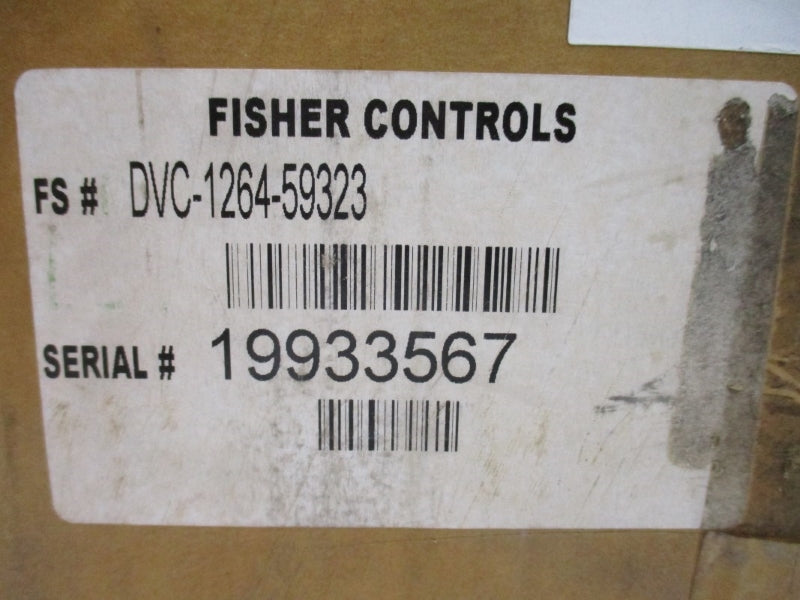 FISHER CONTROLS
FS # DVC-1264-59323
SERIAL # 19933567